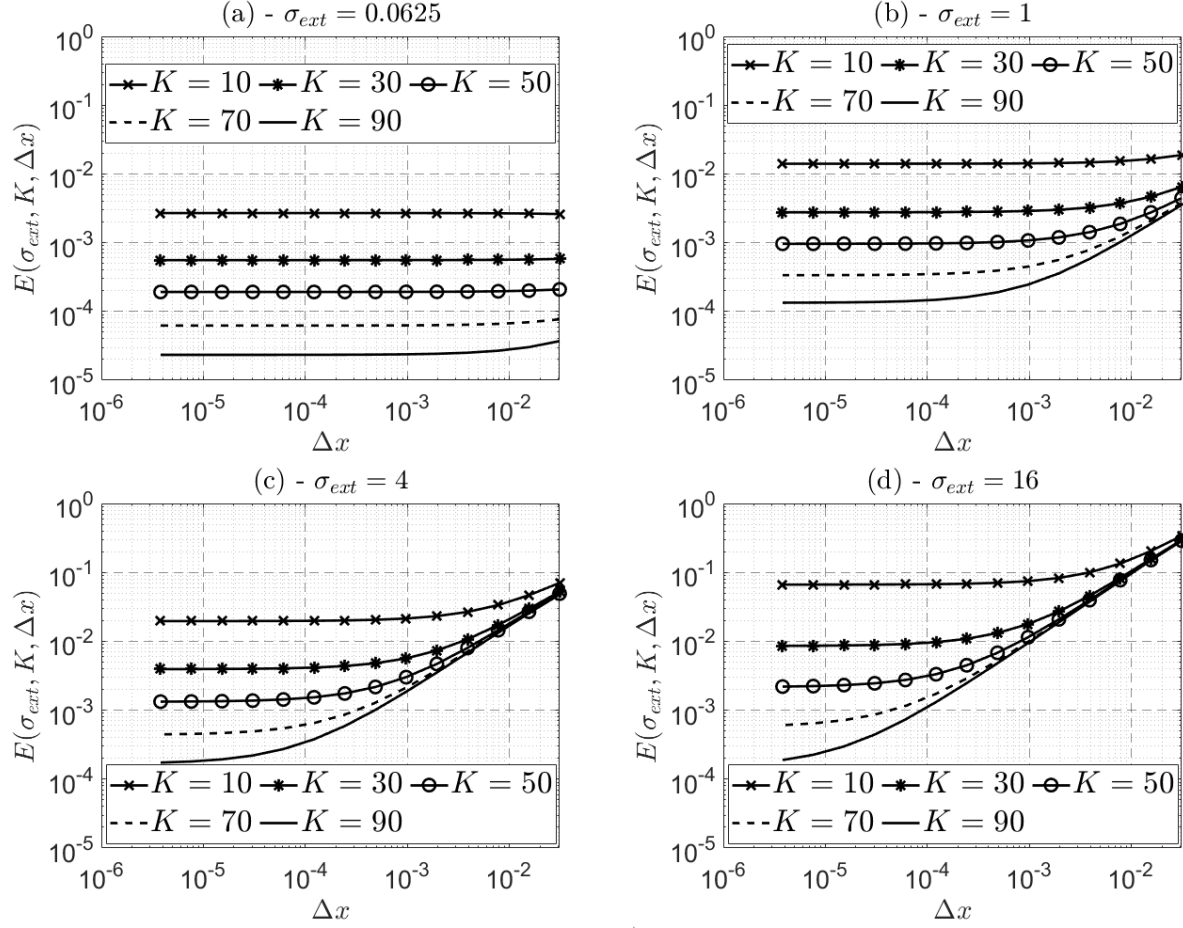 (a) - σ_ext = 0.0625
10^0
10^-1
10^-2
10^-3
10^-4
10^-5
E(σ_ext, K, Δx)
K = 10 K = 30 K = 50
K = 70 K = 90
10^-6 10^-5 10^-4 10^-3 10^-2
Δx
(b) - σ_ext = 1
10^0
10^-1
10^-2
10^-3
10^-4
10^-5
E(σ_ext, K, Δx)
K = 10 K = 30 K = 50
K = 70 K = 90
10^-6 10^-5 10^-4 10^-3 10^-2
Δx
(c) - σ_ext = 4
10^0
10^-1
10^-2
10^-3
10^-4
10^-5
E(σ_ext, K, Δx)
K = 10 K = 30 K = 50
K = 70 K = 90
10^-6 10^-5 10^-4 10^-3 10^-2
Δx
(d) - σ_ext = 16
10^0
10^-1
10^-2
10^-3
10^-4
10^-5
E(σ_ext, K, Δx)
K = 10 K = 30 K = 50
K = 70 K = 90
10^-6 10^-5 10^-4 10^-3 10^-2
Δx